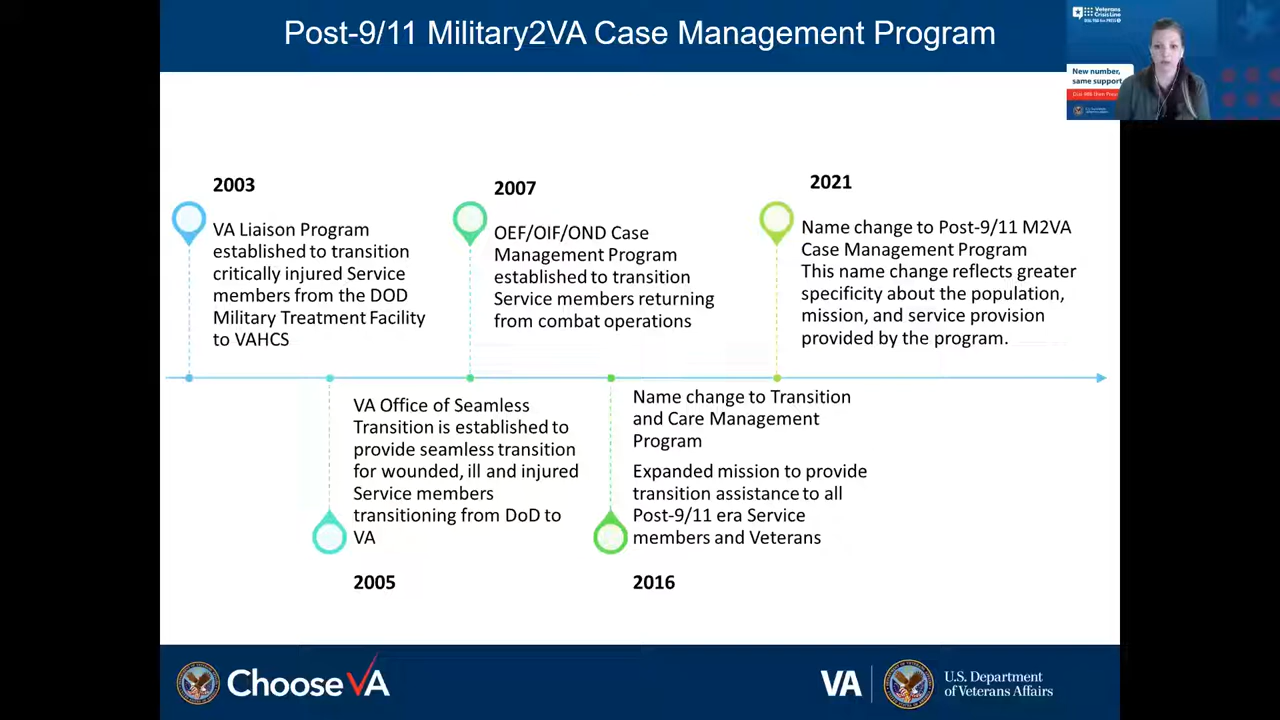 Post-9/11 Military2VA Case Management Program
Veterans
Crisis Line
New number,
same support
2003
VA Liaison Program
established to transition
critically injured Service
members from the DOD
Military Treatment Facility
to VAHCS
2007
OEF/OIF/OND Case
Management Program
established to transition
Service members returning
from combat operations
2021
Name change to Post-9/11 M2VA
Case Management Program
This name change reflects greater
specificity about the population,
mission, and service provision
provided by the program.
VA Office of Seamless
Transition is established to
provide seamless transition
for wounded, ill and injured
Service members
transitioning from DoD to
VA
2005
Name change to Transition
and Care Management
Program
Expanded mission to provide
transition assistance to all
Post-9/11 era Service
members and Veterans
2016
Choose VA
VA
U.S. Department
of Veterans Affairs